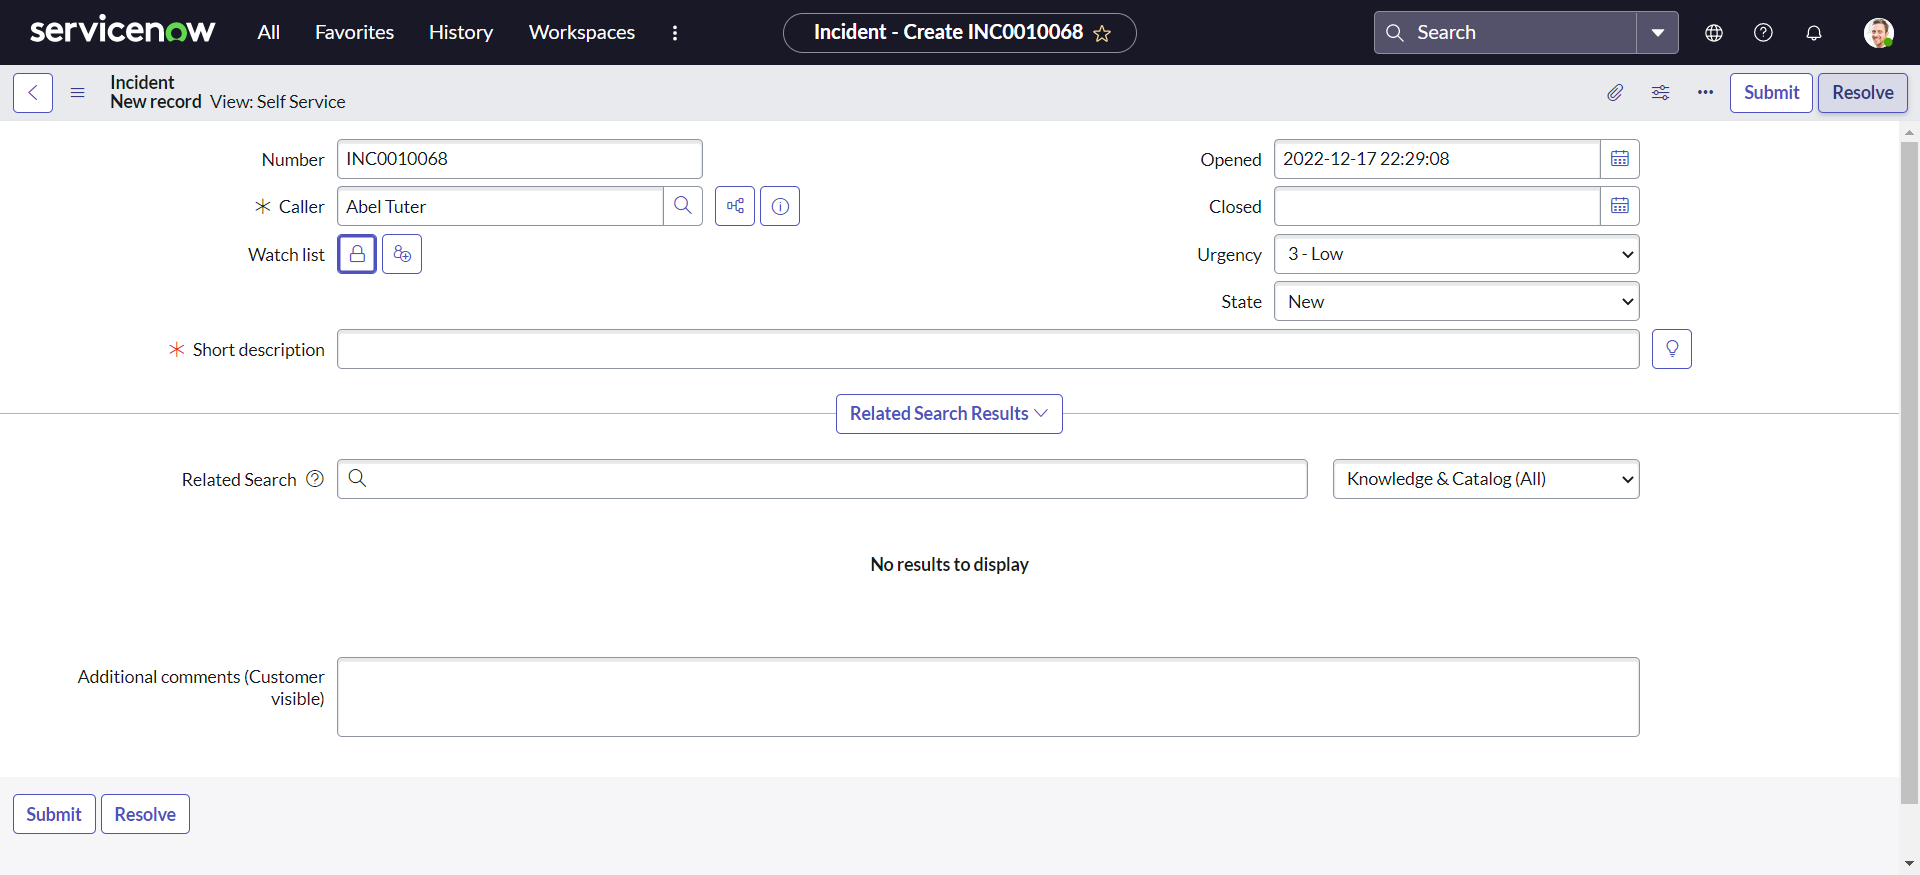 servicenow All Favorites History Workspaces Incident - Create INC0010068 Search
Incident
New record View: Self Service Submit Resolve
Number INC0010068 Opened 2022-12-17 22:29:08
Caller Abel Tuter Closed
Watch list Urgency 3 - Low
State New
Short description
Related Search Results
Related Search Knowledge & Catalog (All)
No results to display
Additional comments (Customer
visible)
Submit Resolve